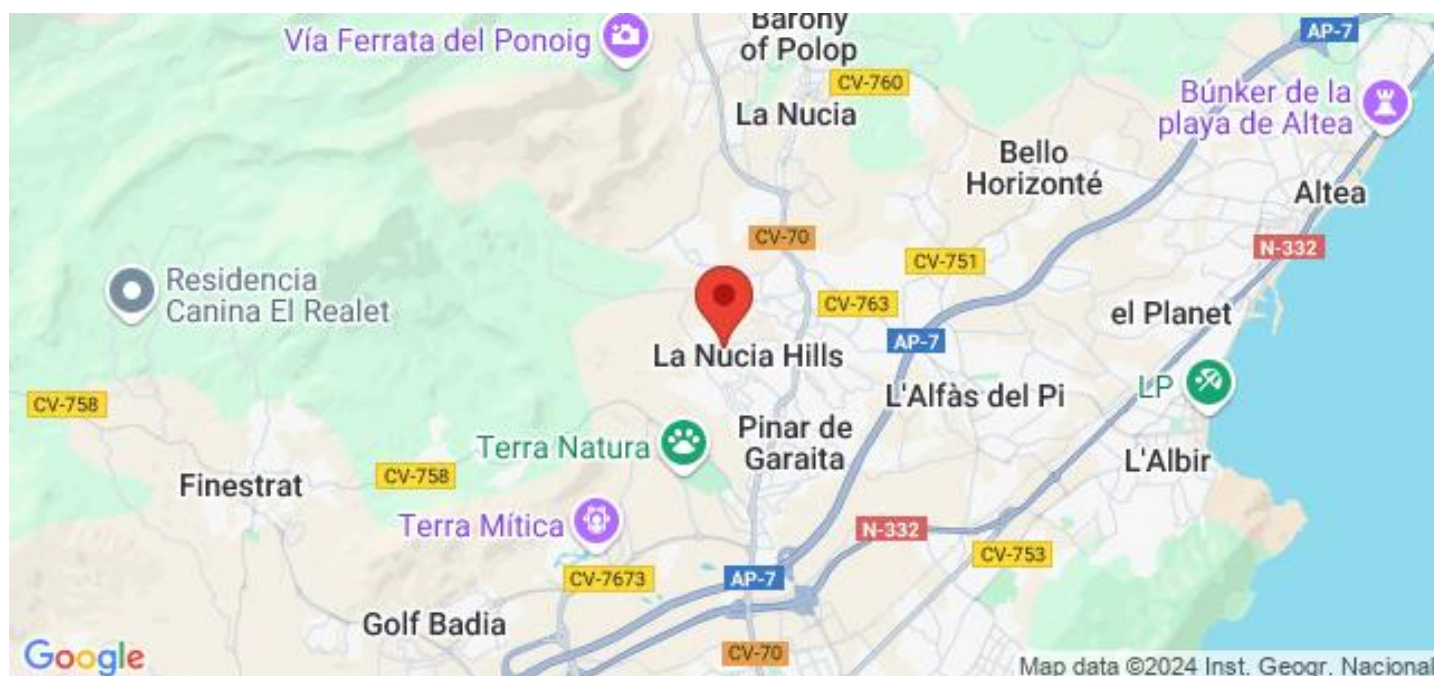 Barony
of Polop
Vía Ferrata del Ponoig
AP-7
CV-760
La Nucia
Búnker de la
playa de Altea
Bello
Horizonté
Altea
CV-70
N-332
CV-751
Residencia
Canina El Realet
CV-763
el Planet
AP-7
La Nucia Hills
L'Alfàs del Pi
LP
CV-758
Pinar de
Garaita
Terra Natura
L'Albir
CV-758
Finestrat
Terra Mítica
N-332
CV-753
CV-7673
AP-7
Golf Badia
CV-70
Google
Map data ©2024 Inst. Geogr. Nacional